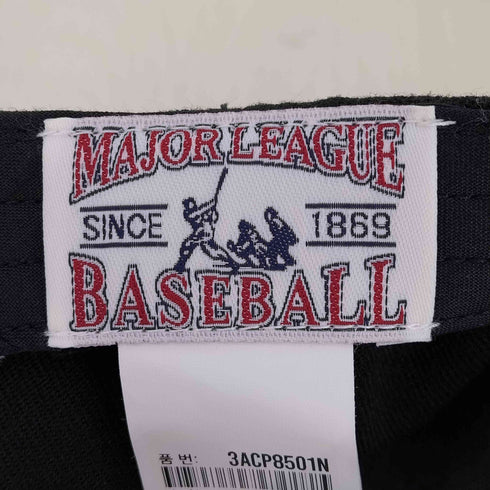 MAJOR LEAGUE
SINCE 1869
BASEBALL
품 번: 3ACP8501N